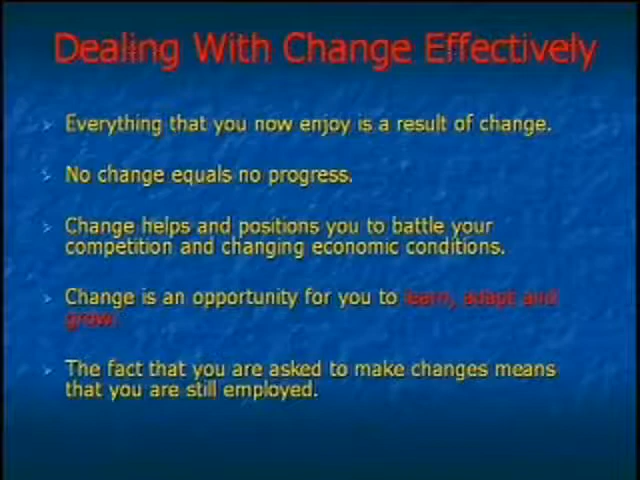 Dealing With Change Effectively
Everything that you now enjoy is a result of change.
No change equals no progress.
Change helps and positions you to battle your
competition and changing economic conditions.
Change is an opportunity for you to learn, adapt and
grow.
The fact that you are asked to make changes means
that you are still employed.